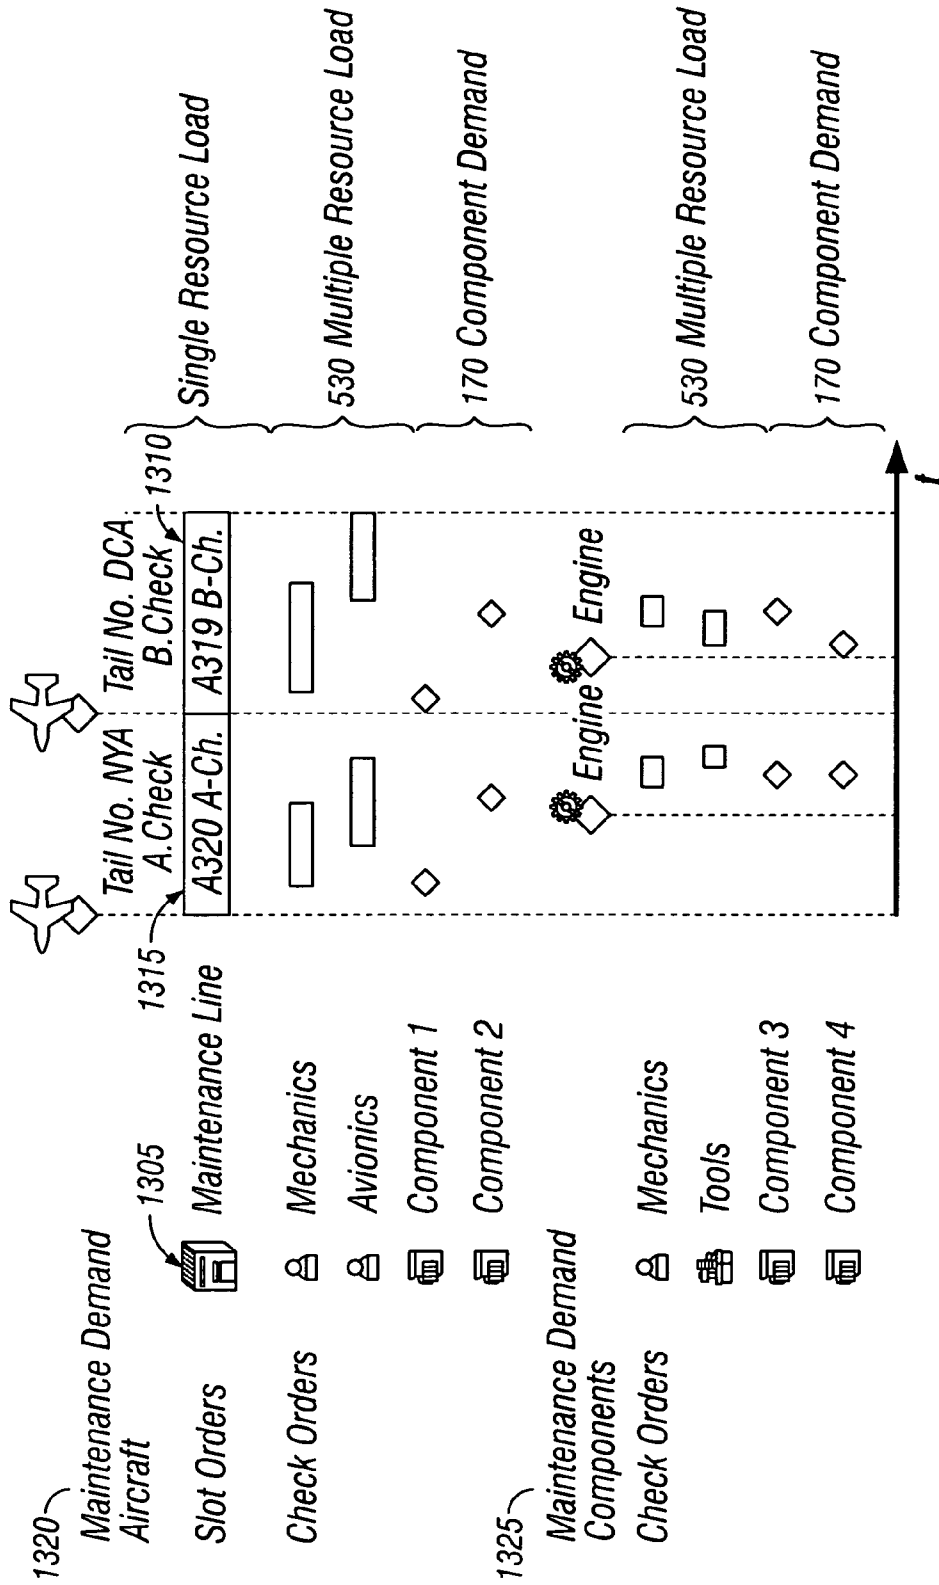 1320
Maintenance Demand
Aircraft
Tail No. NYA
A.Check
Tail No. DCA
B.Check
Slot Orders
1305
Maintenance Line
1315
A320 A-Ch.
A319 B-Ch.
1310
Single Resource Load
Check Orders
Mechanics
Avionics
530 Multiple Resource Load
Component 1
Component 2
170 Component Demand
1325
Maintenance Demand
Components
Engine
Engine
Check Orders
Mechanics
Tools
530 Multiple Resource Load
Component 3
Component 4
170 Component Demand
t